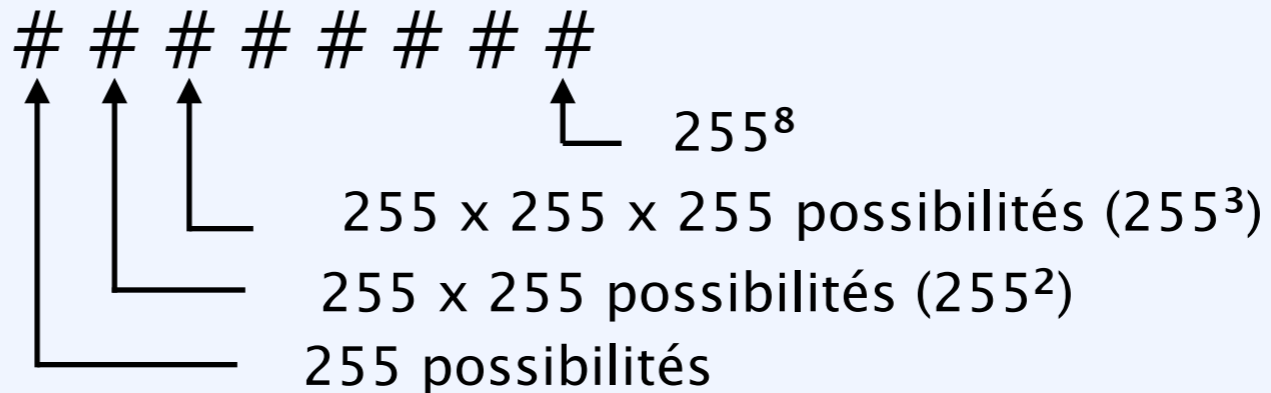 # # # # # # # #
255⁸
255 x 255 x 255 possibilités (255³)
255 x 255 possibilités (255²)
255 possibilités